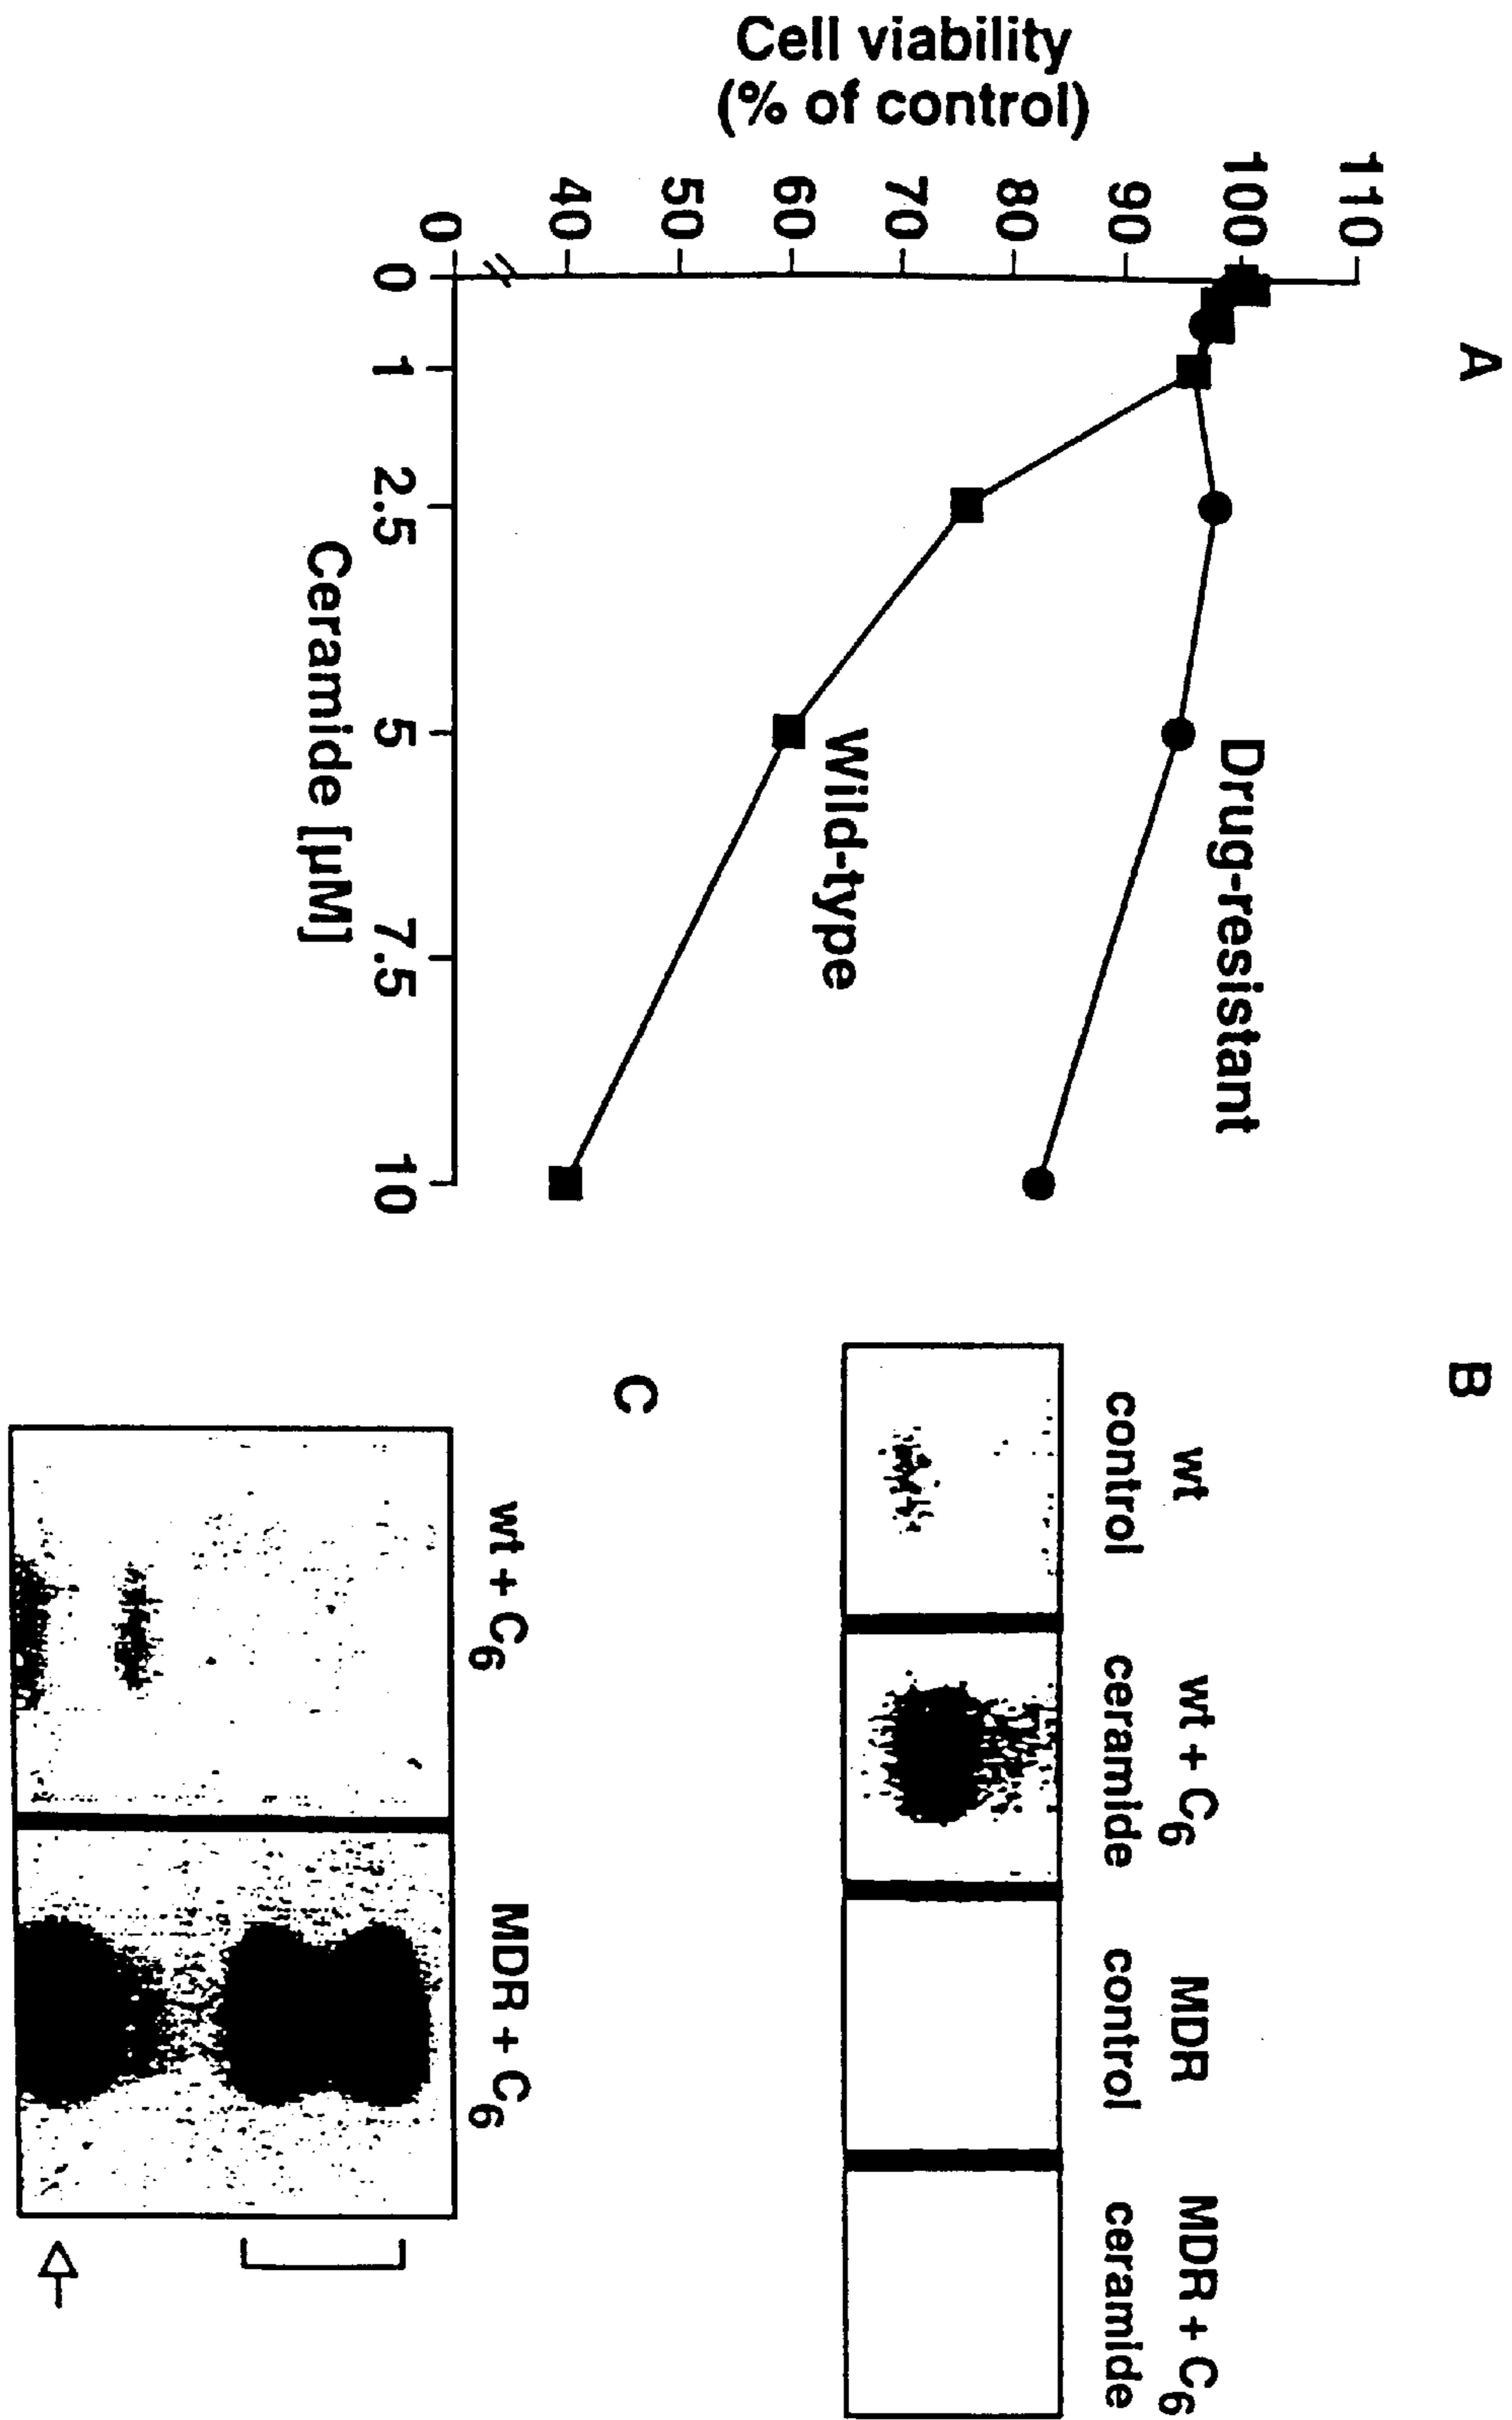 A
Cell viability
(% of control)
110
100
90
80
70
60
50
40
0
0
1
2.5
5
7.5
10
Ceramide [µM]
Drug-resistant
Wild-type
B
wt
control
wt + C6
ceramide
MDR
control
MDR + C6
ceramide
C
wt + C6
MDR + C6